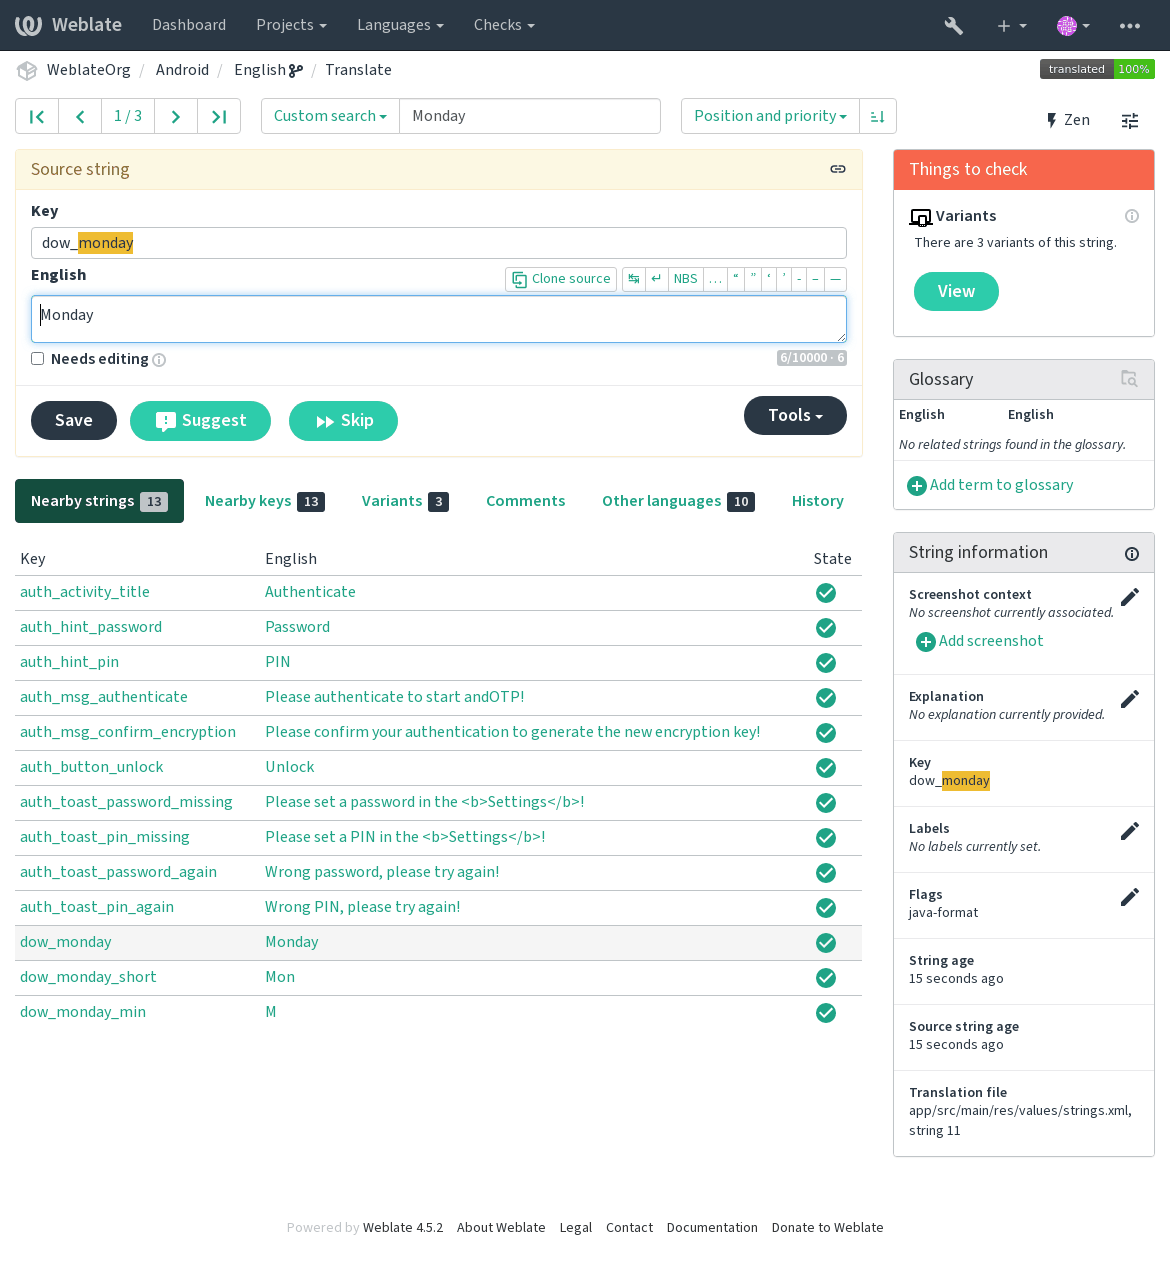 Weblate Dashboard Projects Languages Checks
WeblateOrg / Android / English / Translate translated 100%
1 / 3 Custom search Monday Position and priority Zen
Source string
Key
dow_monday
English Clone source ↹ ↵ NBS … “ ” ‘ ’ - – —
Monday
Needs editing 6/10000 · 6
Save Suggest Skip Tools
Nearby strings 13 Nearby keys 13 Variants 3 Comments Other languages 10 History
Key English State
auth_activity_title Authenticate
auth_hint_password Password
auth_hint_pin PIN
auth_msg_authenticate Please authenticate to start andOTP!
auth_msg_confirm_encryption Please confirm your authentication to generate the new encryption key!
auth_button_unlock Unlock
auth_toast_password_missing Please set a password in the <b>Settings</b>!
auth_toast_pin_missing Please set a PIN in the <b>Settings</b>!
auth_toast_password_again Wrong password, please try again!
auth_toast_pin_again Wrong PIN, please try again!
dow_monday Monday
dow_monday_short Mon
dow_monday_min M
Things to check
Variants
There are 3 variants of this string.
View
Glossary
English English
No related strings found in the glossary.
Add term to glossary
String information
Screenshot context
No screenshot currently associated.
Add screenshot
Explanation
No explanation currently provided.
Key
dow_monday
Labels
No labels currently set.
Flags
java-format
String age
15 seconds ago
Source string age
15 seconds ago
Translation file
app/src/main/res/values/strings.xml,
string 11
Powered by Weblate 4.5.2 About Weblate Legal Contact Documentation Donate to Weblate